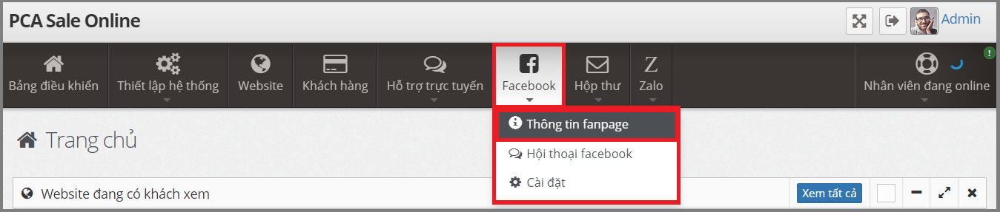 PCA Sale Online
Admin
Bảng điều khiển
Thiết lập hệ thống
Website
Khách hàng
Hỗ trợ trực tuyến
Facebook
Hộp thư
Z
Zalo
Nhân viên đang online
Thông tin fanpage
Hội thoại facebook
Cài đặt
Trang chủ
Website đang có khách xem
Xem tất cả